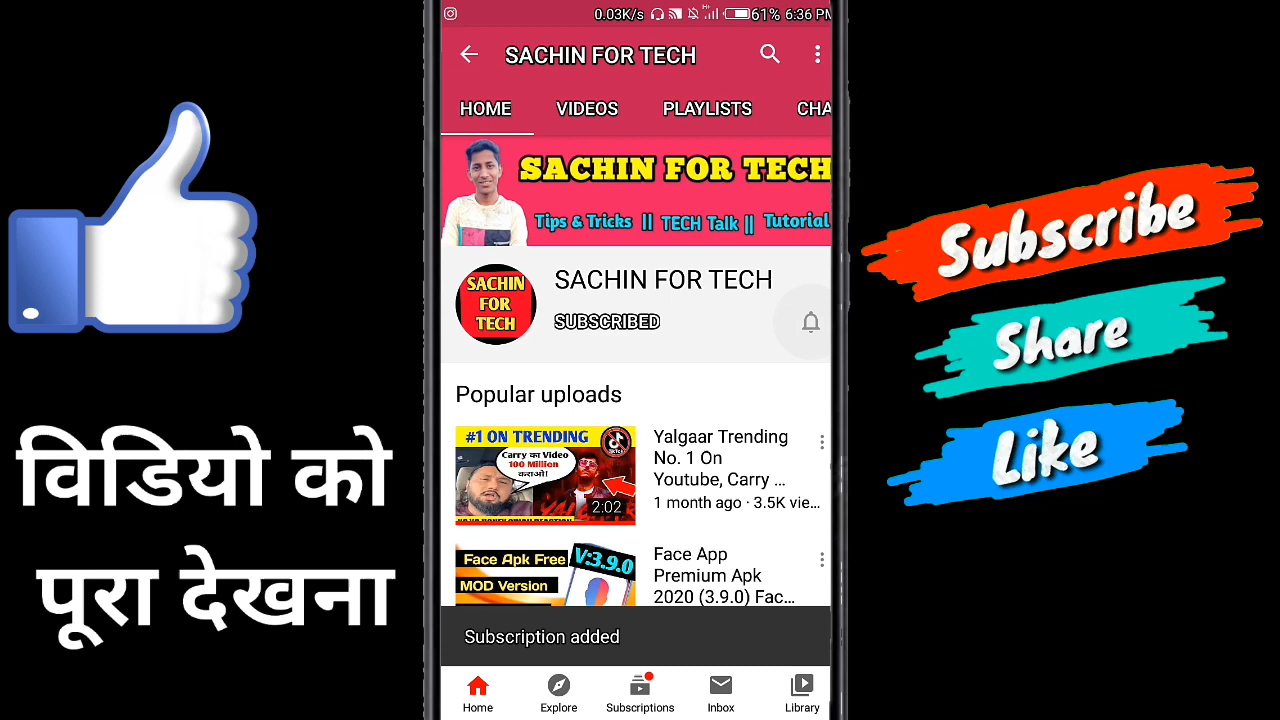 0.03K/s 61% 6:36 PM
SACHIN FOR TECH
HOME VIDEOS PLAYLISTS CHA
SACHIN FOR TECH
Tips & Tricks || TECH Talk || Tutorial
SACHIN
FOR
TECH
SACHIN FOR TECH
SUBSCRIBED
Popular uploads
#1 ON TRENDING
Carry का Video
100 Million
कराओ!
2:02
Yalgaar Trending
No. 1 On
Youtube, Carry ...
1 month ago · 3.5K vie...
Face Apk Free
V:3.9.0
MOD Version
Face App
Premium Apk
2020 (3.9.0) Fac...
Subscription added
Home Explore Subscriptions Inbox Library
विडियो को
पूरा देखना
Subscribe
Share
Like